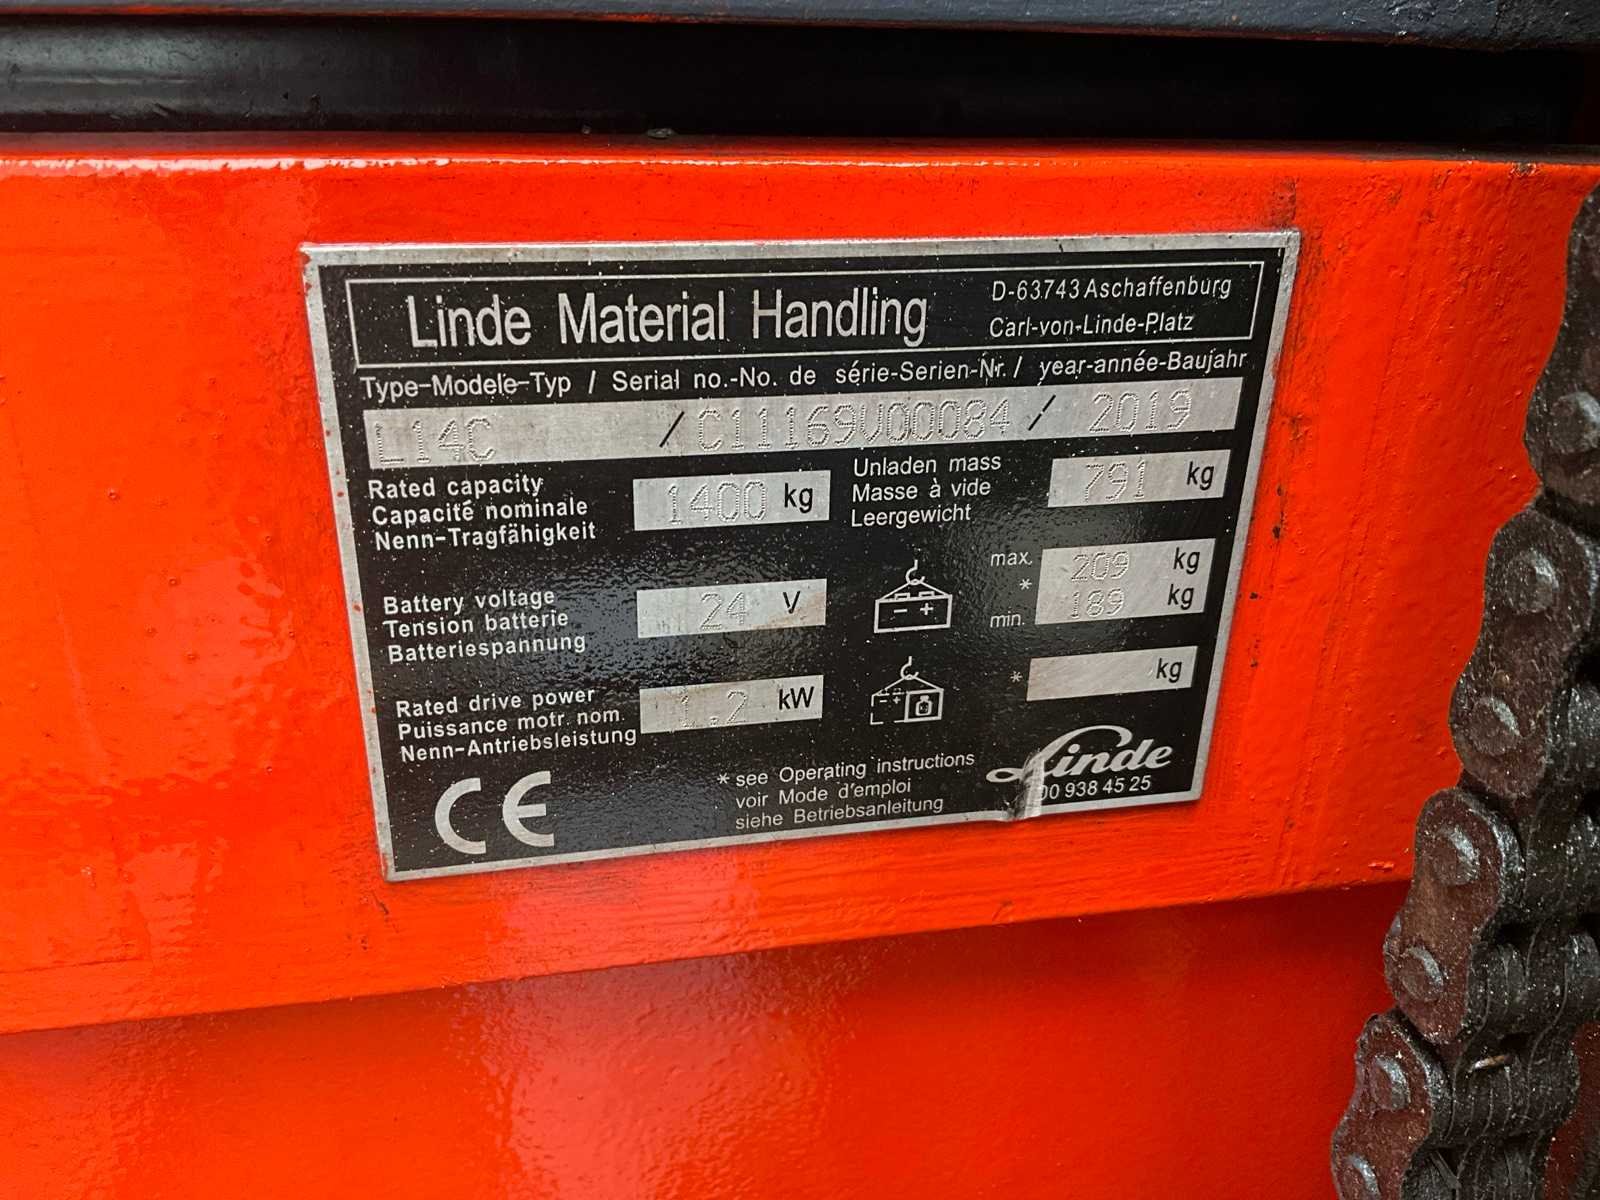 Linde Material Handling
D-63743 Aschaffenburg
Carl-von-Linde-Platz
Type-Modele-Typ / Serial no.-No. de série-Serien-Nr. / year-année-Baujahr
L14C / C11169V00084 / 2019
Rated capacity
Capacité nominale
Nenn-Tragfähigkeit
1400 kg
Unladen mass
Masse à vide
Leergewicht
791 kg
Battery voltage
Tension batterie
Batteriespannung
24 V
- +
max. 209 kg
*
min. 189 kg
Rated drive power
Puissance motr. nom.
Nenn-Antriebsleistung
1.2 kW
* kg
CE
* see Operating instructions
voir Mode d'emploi
siehe Betriebsanleitung
Linde
00 938 45 25